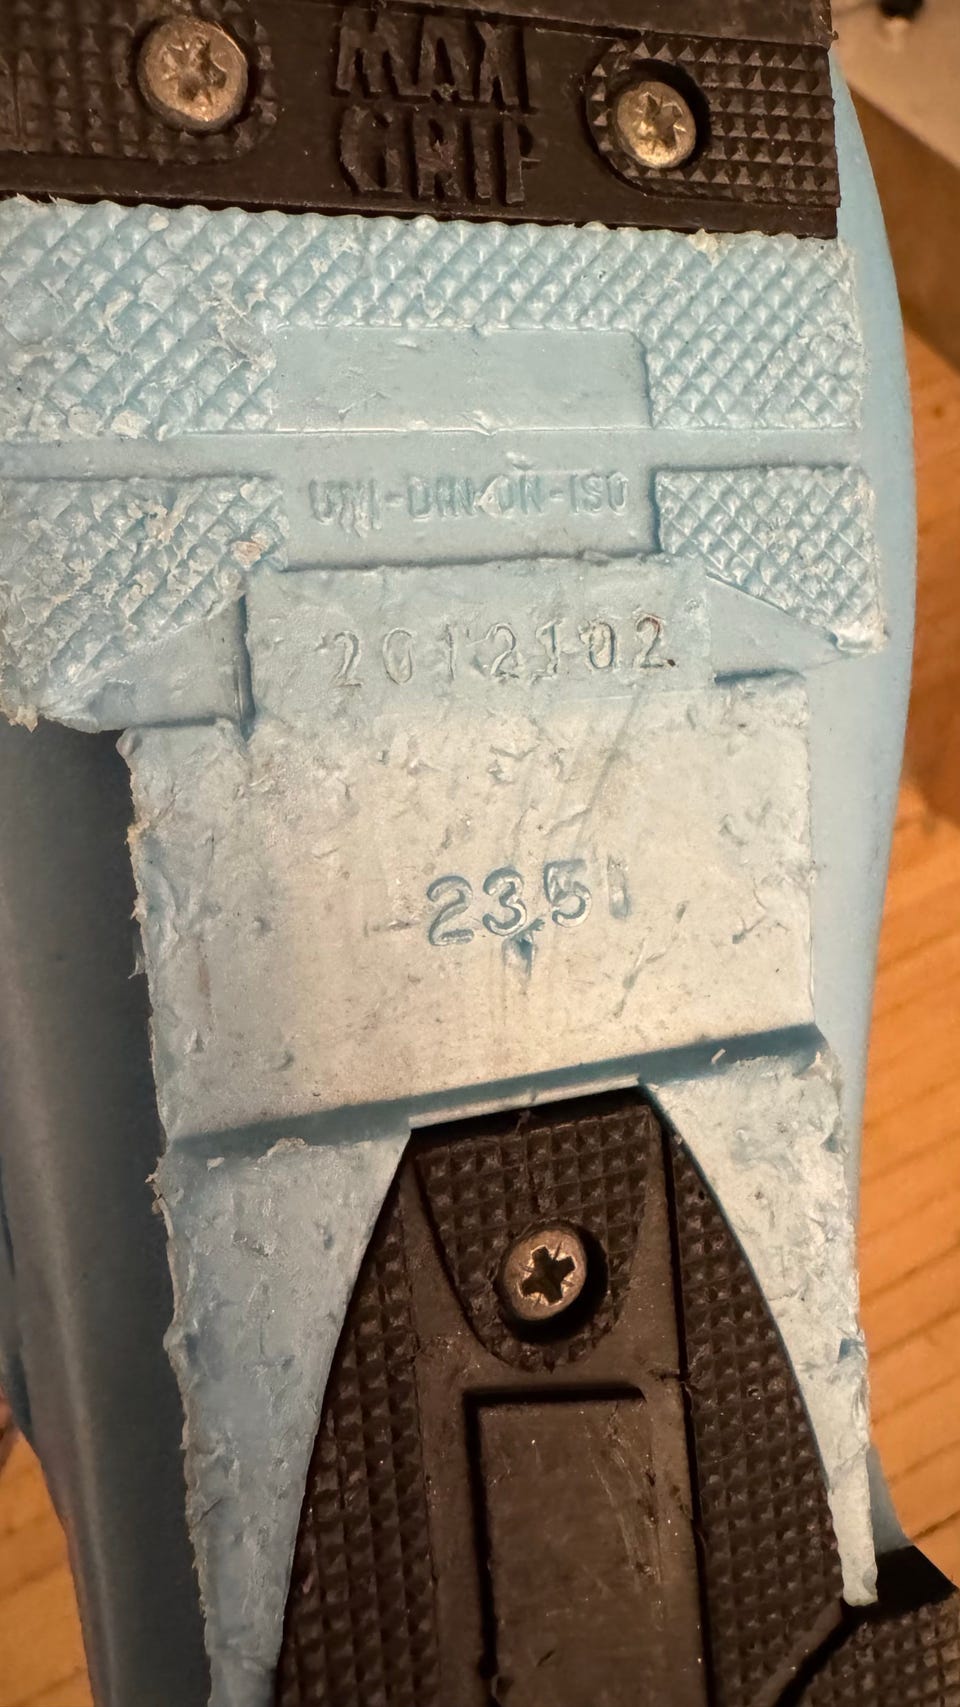 MAX
GRIP
UNI-DIN-ON-ISO
2012102
235